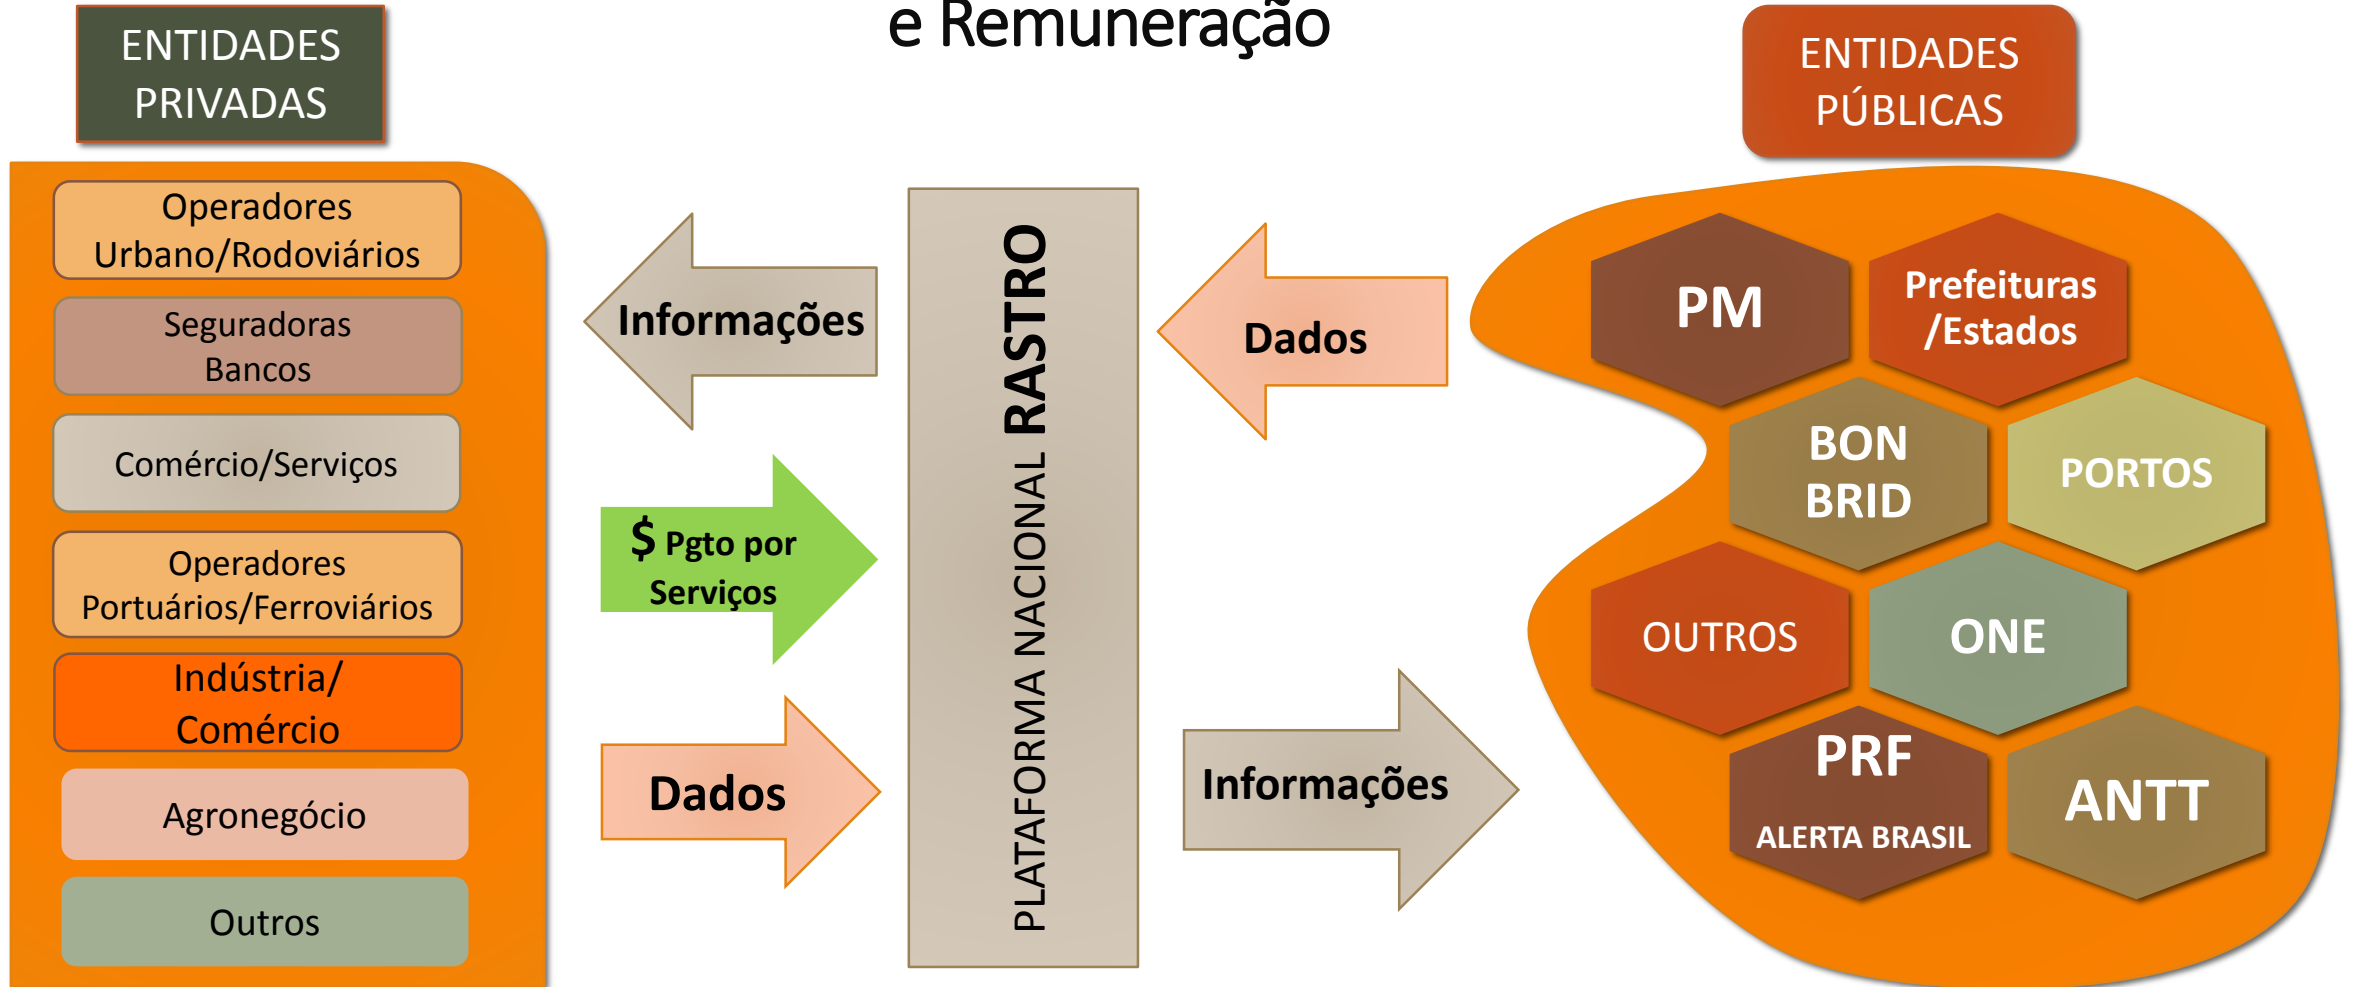 e Remuneração
ENTIDADES
PRIVADAS
Operadores
Urbano/Rodoviários
Seguradoras
Bancos
Comércio/Serviços
Operadores
Portuários/Ferroviários
Indústria/
Comércio
Agronegócio
Outros
Informações
$ Pgto por
Serviços
Dados
PLATAFORMA NACIONAL RASTRO
Dados
Informações
ENTIDADES
PÚBLICAS
PM
Prefeituras
/Estados
BON
BRID
PORTOS
OUTROS
ONE
PRF
ALERTA BRASIL
ANTT